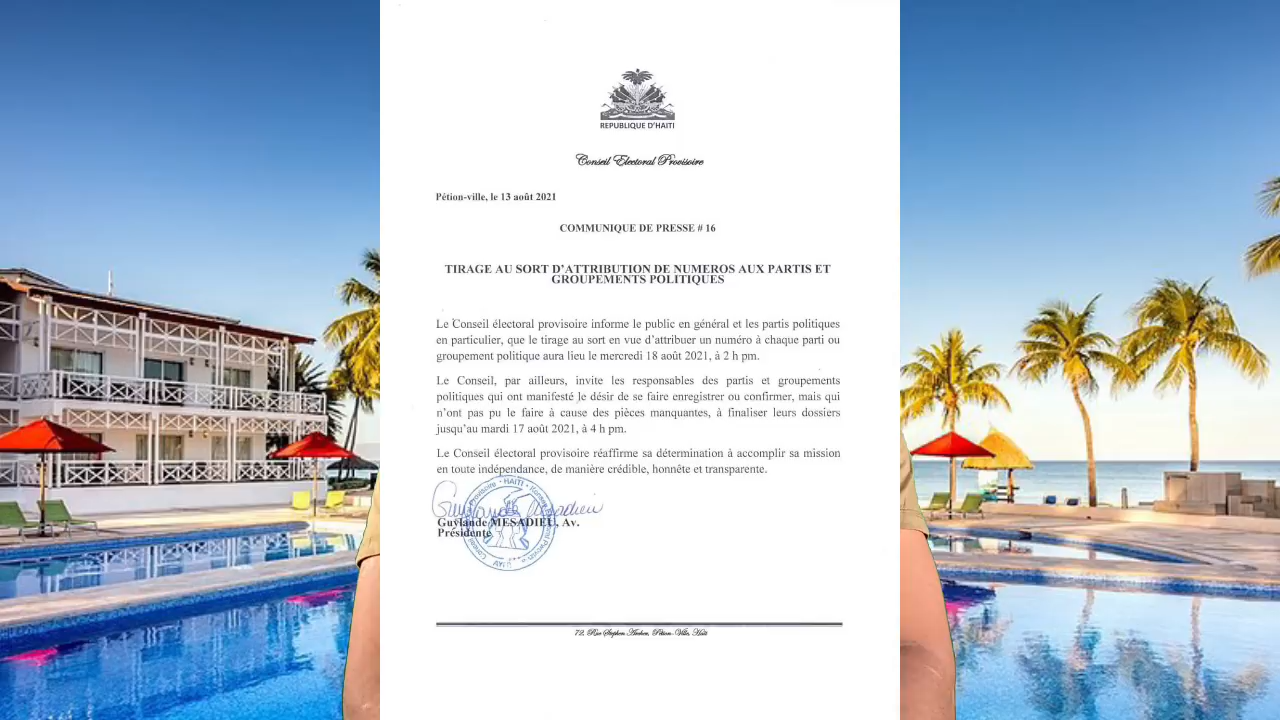 REPUBLIQUE D'HAITI
Conseil Electoral Provisoire
Pétion-ville, le 13 août 2021
COMMUNIQUE DE PRESSE # 16
TIRAGE AU SORT D'ATTRIBUTION DE NUMEROS AUX PARTIS ET
GROUPEMENTS POLITIQUES
Le Conseil électoral provisoire informe le public en général et les partis politiques
en particulier, que le tirage au sort en vue d'attribuer un numéro à chaque parti ou
groupement politique aura lieu le mercredi 18 août 2021, à 2 h pm.
Le Conseil, par ailleurs, invite les responsables des partis et groupements
politiques qui ont manifesté le désir de se faire enregistrer ou confirmer, mais qui
n'ont pas pu le faire à cause des pièces manquantes, à finaliser leurs dossiers
jusqu'au mardi 17 août 2021, à 4 h pm.
Le Conseil électoral provisoire réaffirme sa détermination à accomplir sa mission
en toute indépendance, de manière crédible, honnête et transparente.
Guylande MESADIEU, Av.
Présidente
72, Rue Stephen Archer, Pétion-Ville, Haïti